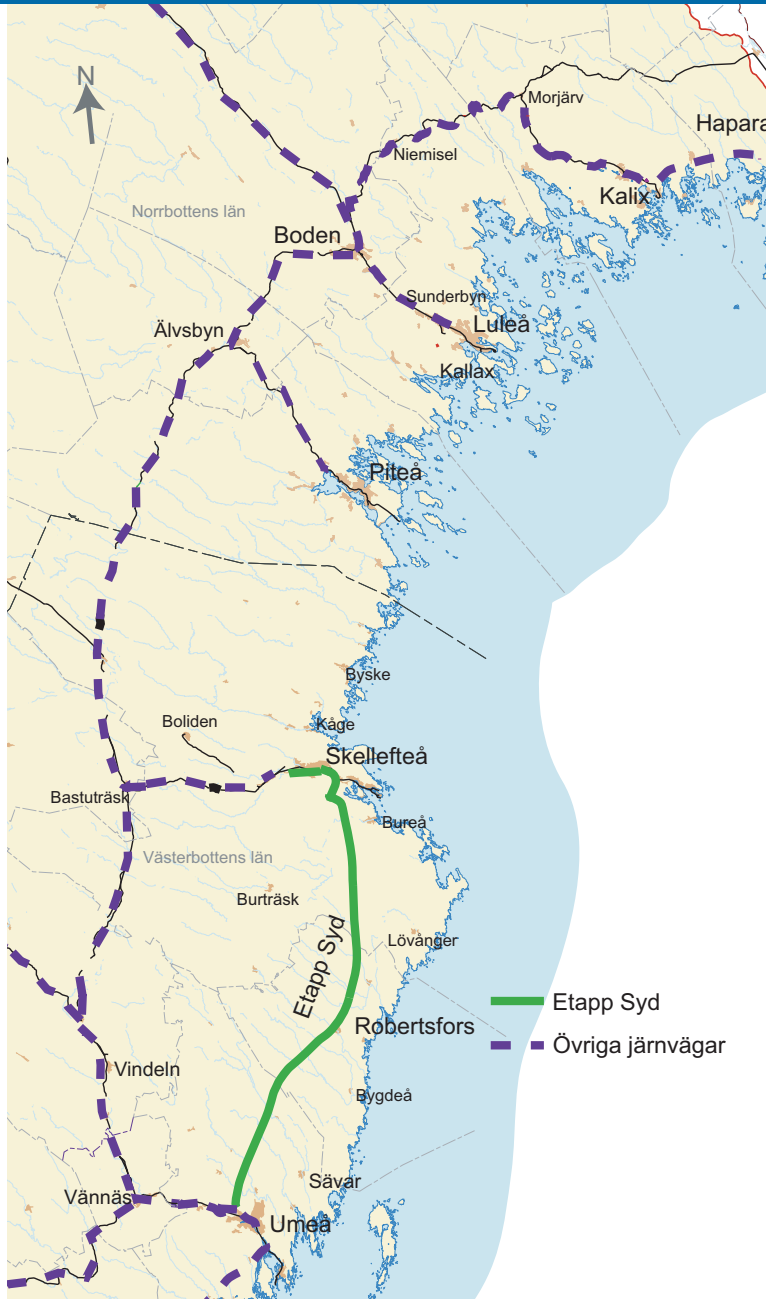 N
Morjärv
Hapara
Niemisel
Kalix
Norrbottens län
Boden
Sunderbyn
Luleå
Älvsbyn
Kallax
Piteå
Byske
Boliden
Kåge
Skellefteå
Bastuträsk
Bureå
Västerbottens län
Burträsk
Etapp Syd
Lövånger
Etapp Syd
Robertsfors
Övriga järnvägar
Vindeln
Bygdeå
Sävar
Vännäs
Umeå